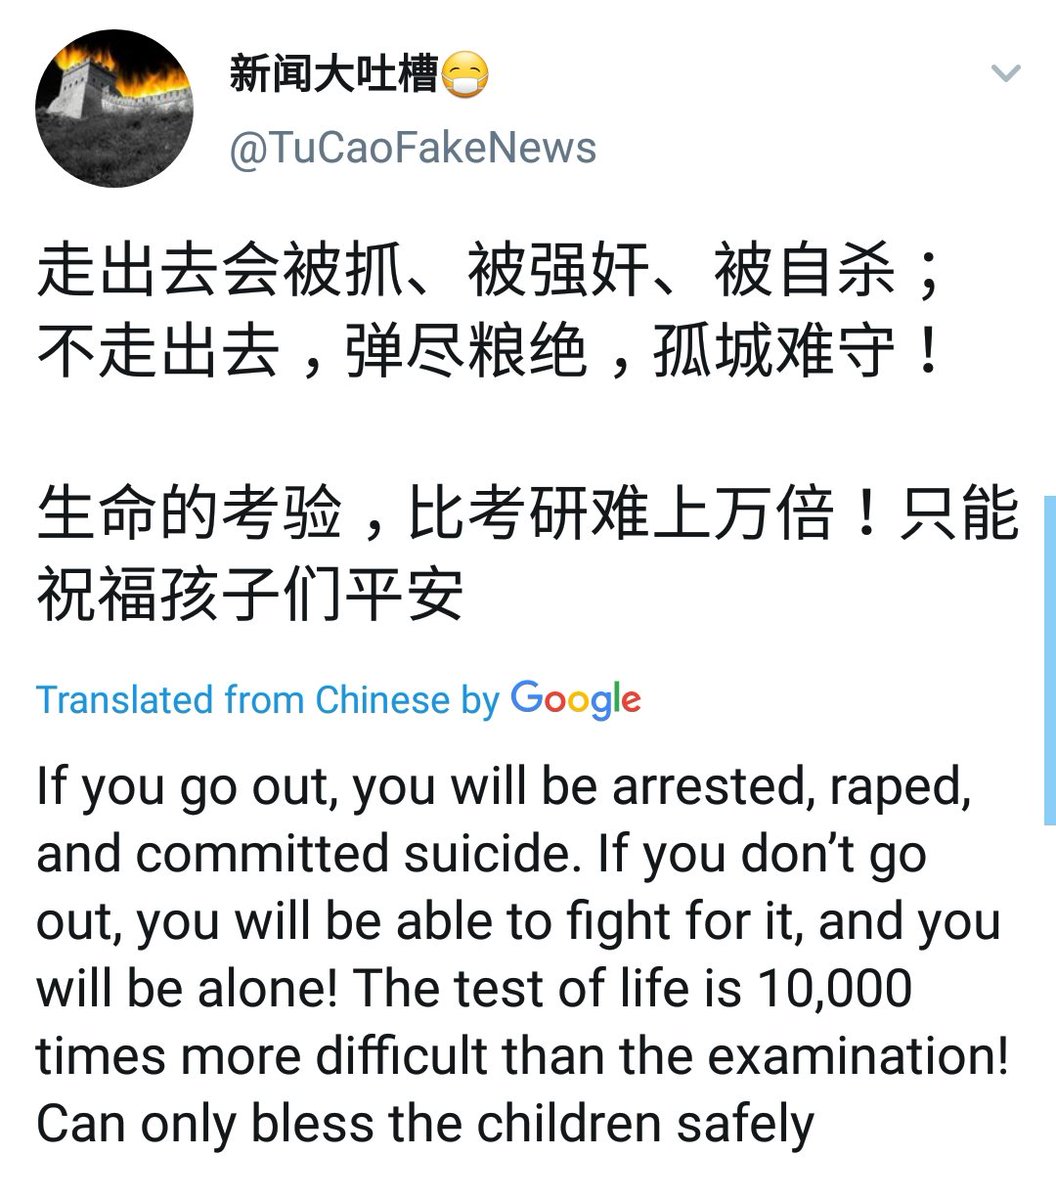 新闻大吐槽😷
@TuCaoFakeNews
走出去会被抓、被强奸、被自杀；
不走出去，弹尽粮绝，孤城难守！
生命的考验，比考研难上万倍！只能
祝福孩子们平安
Translated from Chinese by Google
If you go out, you will be arrested, raped,
and committed suicide. If you don’t go
out, you will be able to fight for it, and you
will be alone! The test of life is 10,000
times more difficult than the examination!
Can only bless the children safely